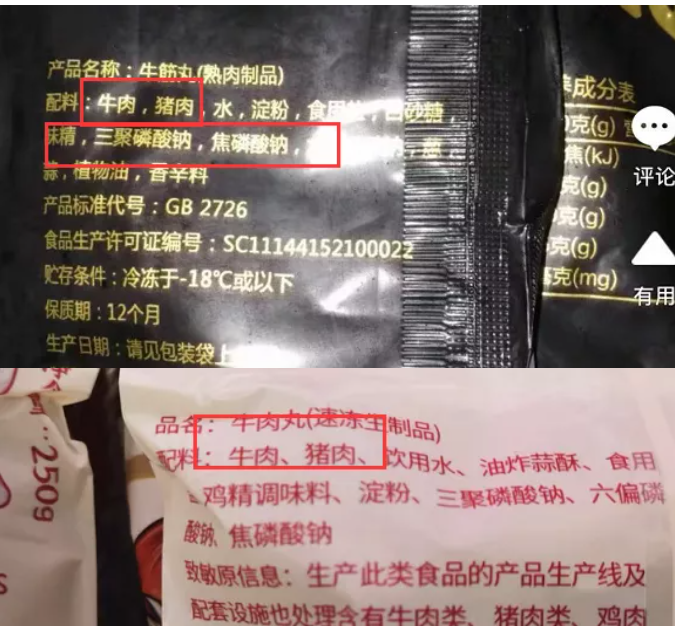 产品名称：牛筋丸(熟肉制品)
配料：牛肉，猪肉，水，淀粉，食用盐，白砂糖，
味精，三聚磷酸钠，焦磷酸钠，
蒜，植物油，香辛料
产品标准代号：GB 2726
食品生产许可证编号：SC11144152100022
贮存条件：冷冻于-18℃或以下
保质期：12个月
生产日期：请见包装袋上
养成分表
克(g)
焦(kJ)
克(g)
克(g)
克(g)
克(mg)
评论
有用
250g
品名：牛肉丸(速冻生制品)
配料：牛肉、猪肉、饮用水、油炸蒜酥、食用
鸡精调味料、淀粉、三聚磷酸钠、六偏磷
酸钠、焦磷酸钠
致敏原信息：生产此类食品的产品生产线及
配套设施也处理含有牛肉类、猪肉类、鸡肉